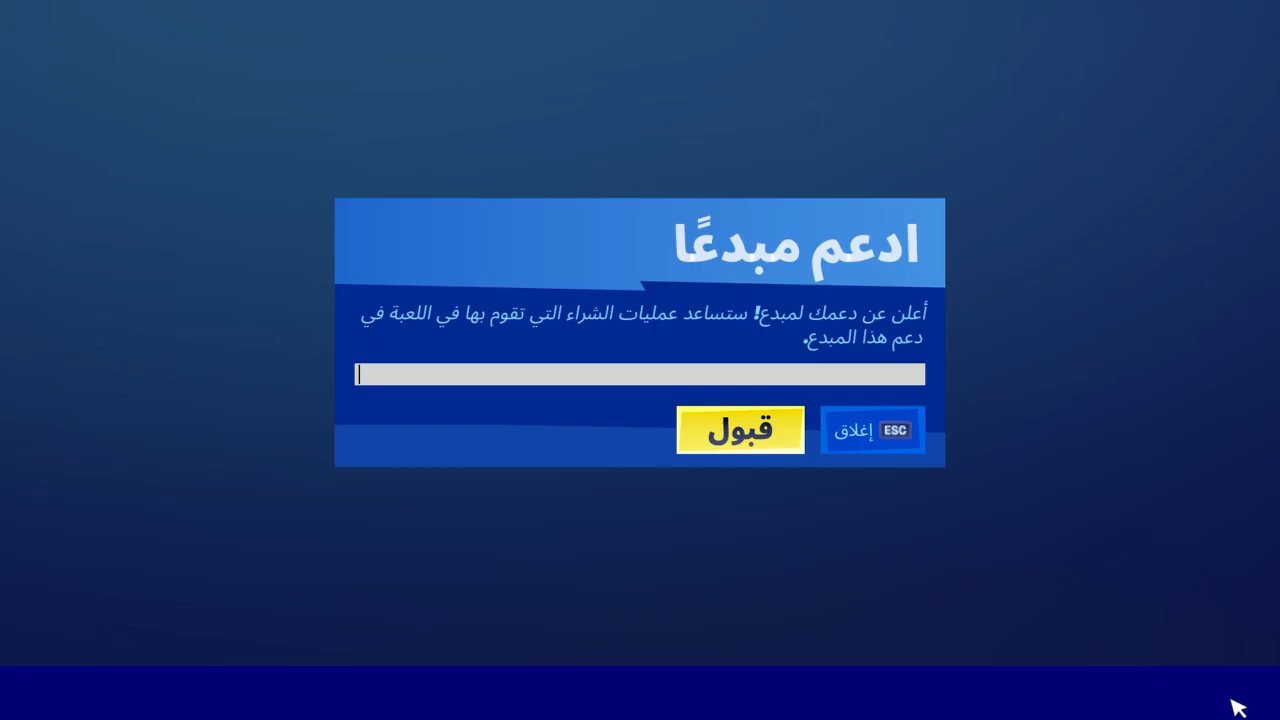 ادعم مبدعًا
أعلن عن دعمك لمبدع! ستساعد عمليات الشراء التي تقوم بها في اللعبة في
دعم هذا المبدع.
ESC إغلاق
قبول